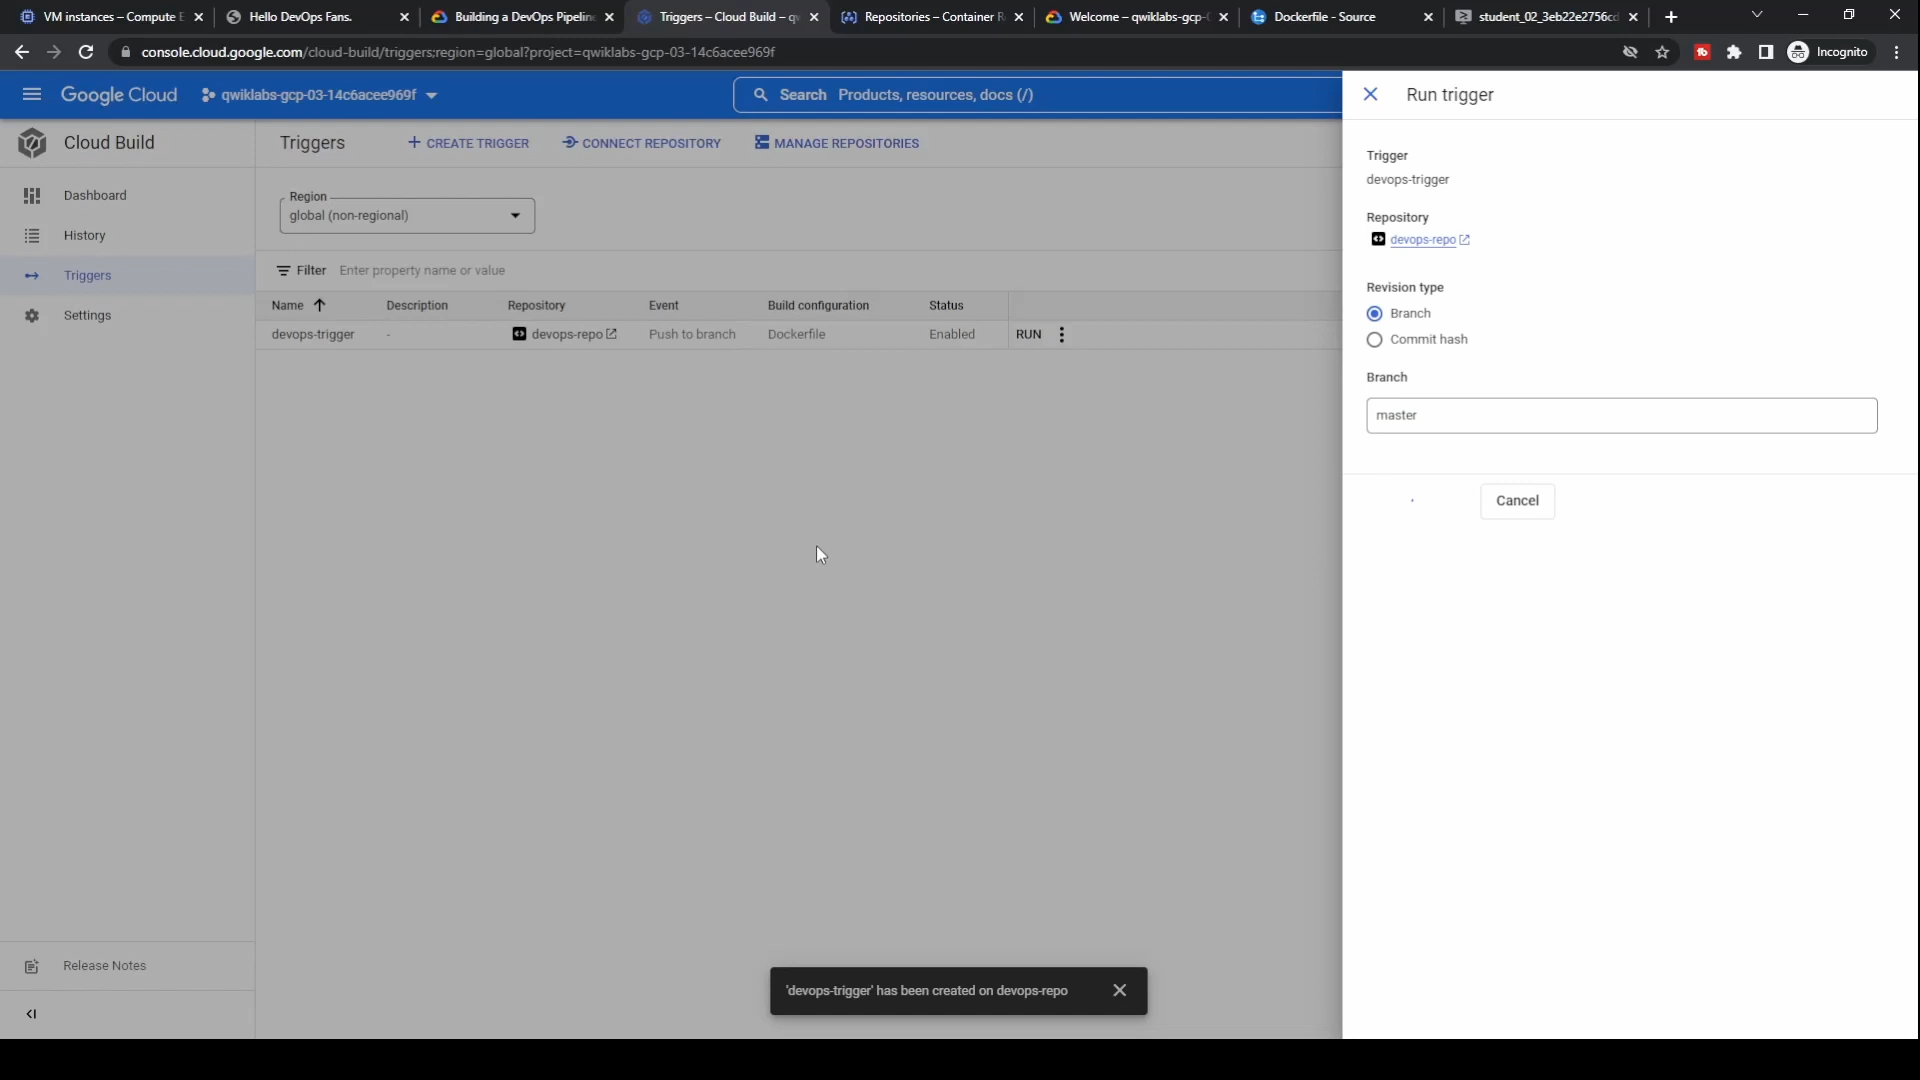 VM instances – Compute E
Hello DevOps Fans.
Building a DevOps Pipeline
Triggers – Cloud Build – qw
Repositories – Container R
Welcome – qwiklabs-gcp-0
Dockerfile - Source
student_02_3eb22e2756cd
console.cloud.google.com/cloud-build/triggers;region=global?project=qwiklabs-gcp-03-14c6acee969f
Incognito
Google Cloud
qwiklabs-gcp-03-14c6acee969f
Search Products, resources, docs (/)
Run trigger
Cloud Build
Triggers
CREATE TRIGGER
CONNECT REPOSITORY
MANAGE REPOSITORIES
Dashboard
History
Triggers
Settings
Region
global (non-regional)
Filter Enter property name or value
Name Description Repository Event Build configuration Status
devops-trigger - devops-repo Push to branch Dockerfile Enabled RUN
Trigger
devops-trigger
Repository
devops-repo
Revision type
Branch
Commit hash
Branch
master
Cancel
Release Notes
'devops-trigger' has been created on devops-repo